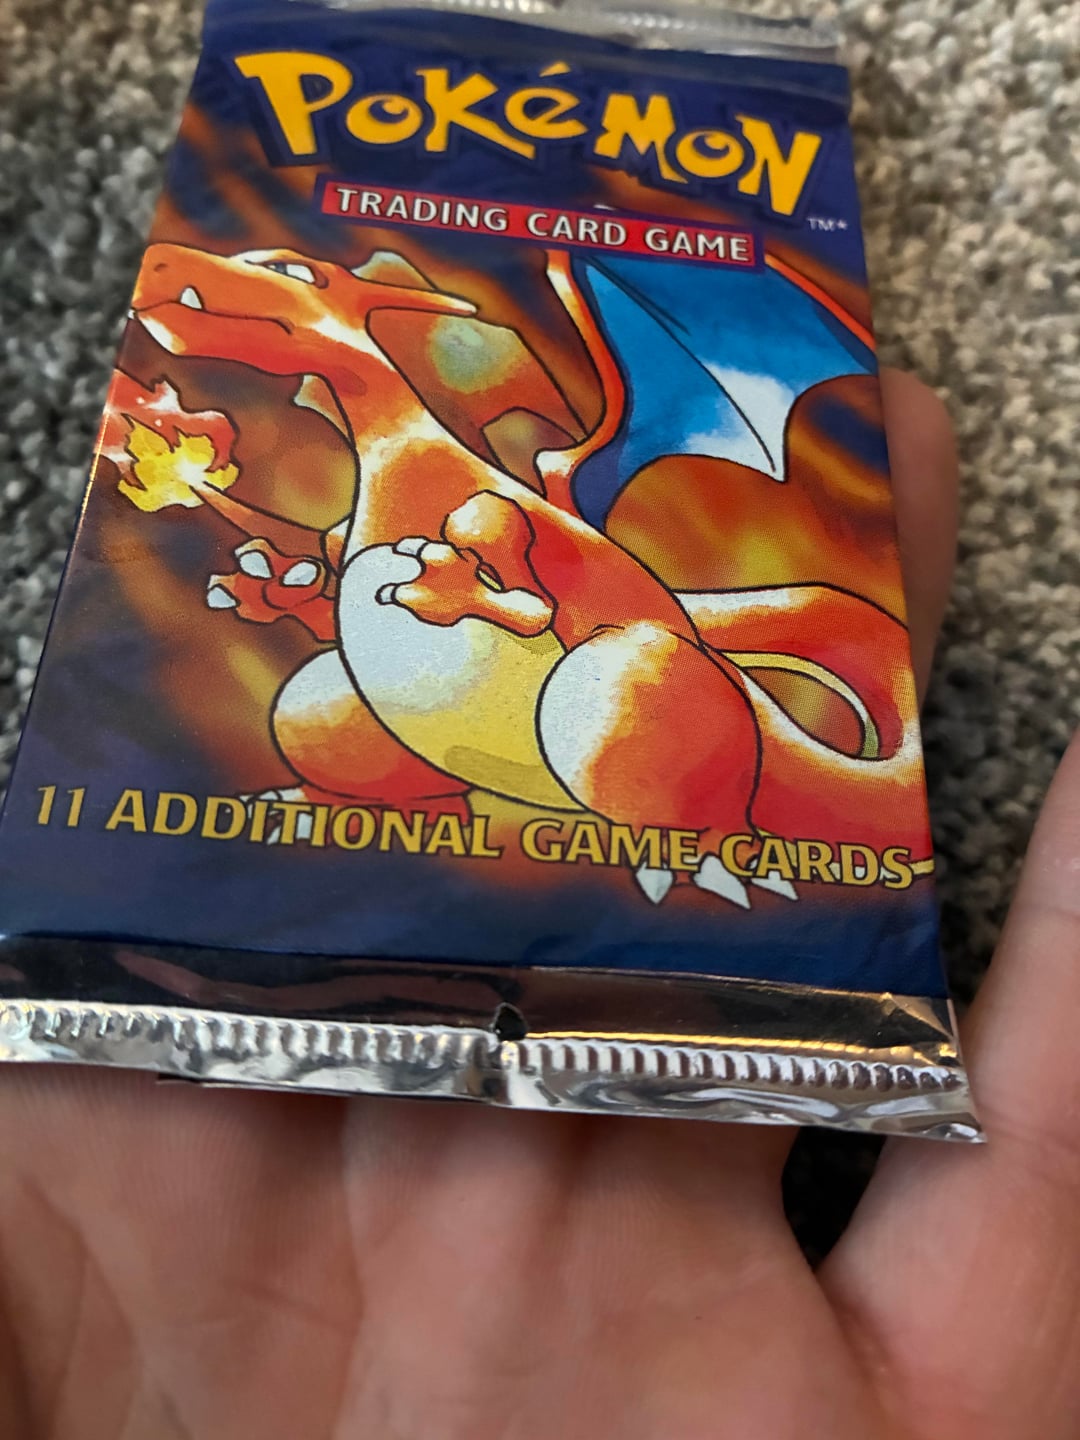 POKéMON
TM*
TRADING CARD GAME
11 ADDITIONAL GAME CARDS